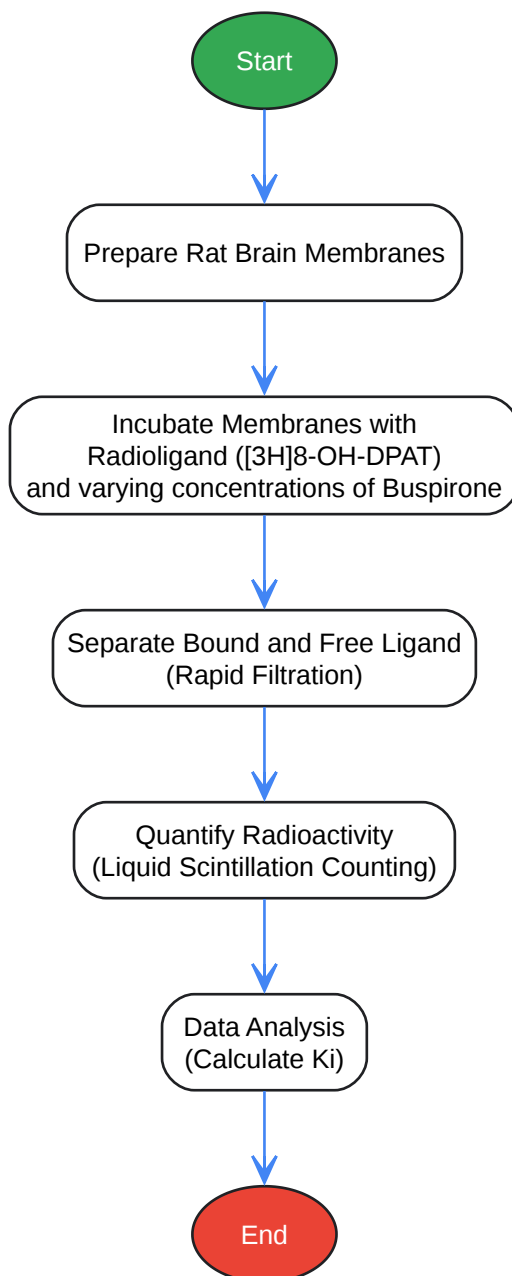 Start
Prepare Rat Brain Membranes
Incubate Membranes with
Radioligand ([3H]8-OH-DPAT)
and varying concentrations of Buspirone
Separate Bound and Free Ligand
(Rapid Filtration)
Quantify Radioactivity
(Liquid Scintillation Counting)
Data Analysis
(Calculate Ki)
End